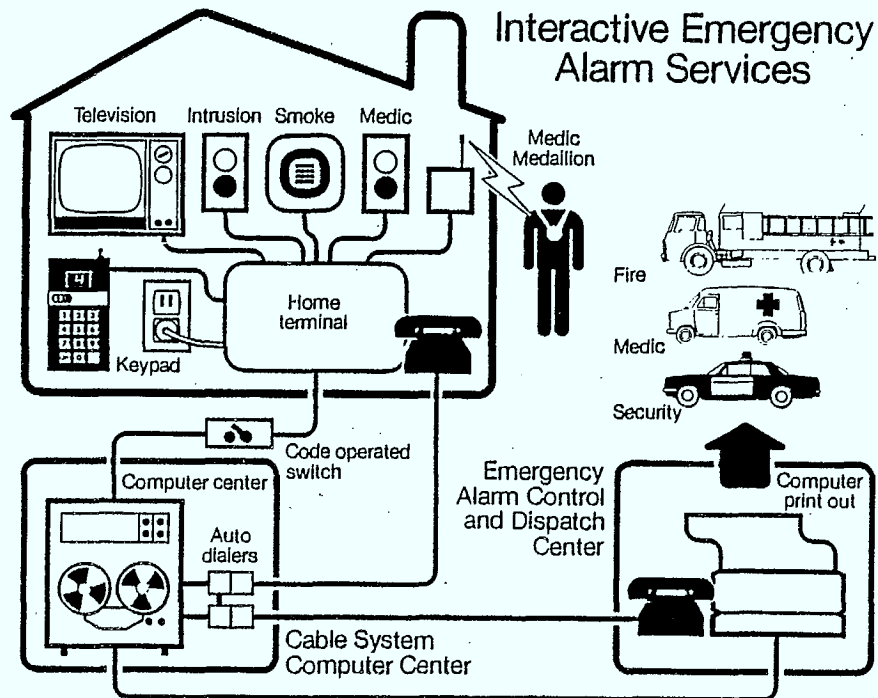 Interactive Emergency
Alarm Services
Television
Intrusion
Smoke
Medic
Medic
Medallion
Home
terminal
Keypad
Fire
Medic
Security
Code operated
switch
Computer center
Auto
dialers
Cable System
Computer Center
Emergency
Alarm Control
and Dispatch
Center
Computer
print out